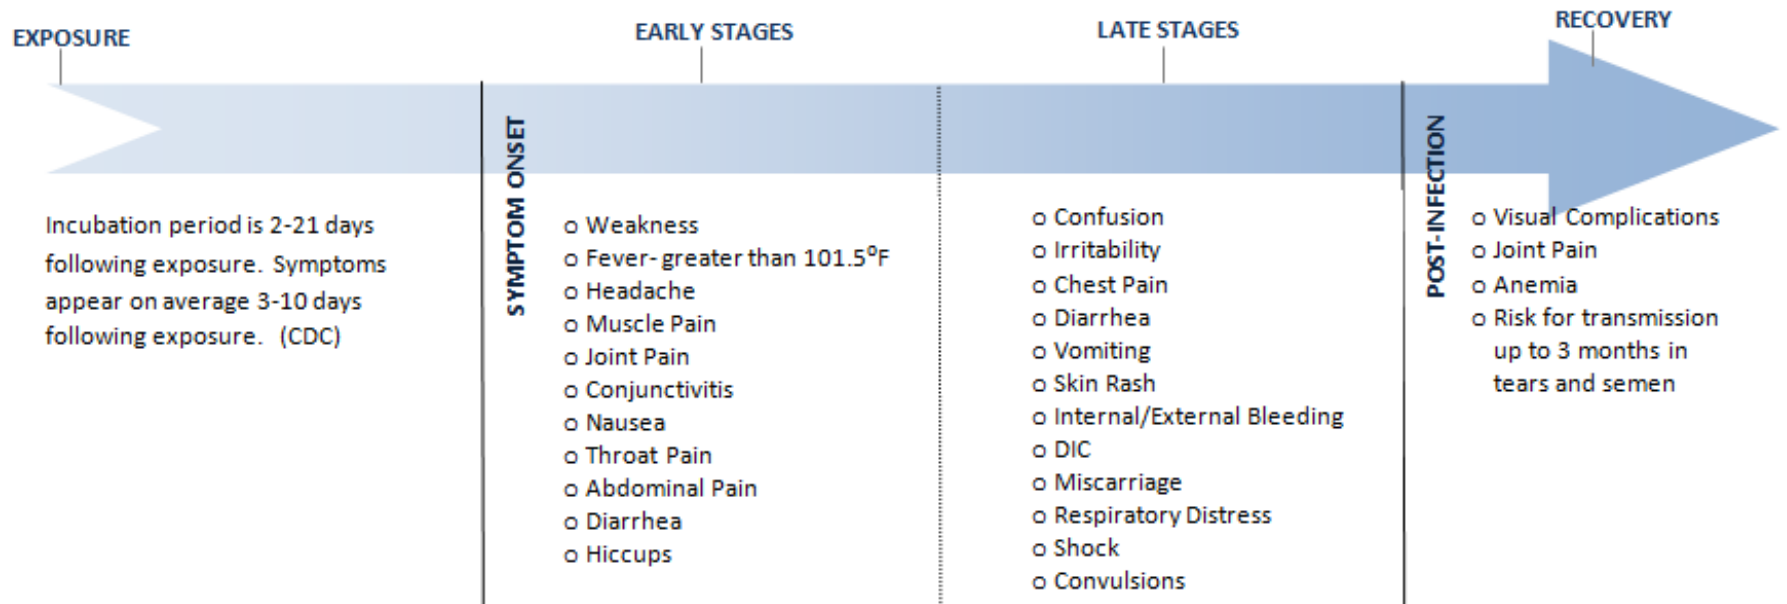 EXPOSURE
EARLY STAGES
LATE STAGES
RECOVERY
Incubation period is 2-21 days
following exposure.  Symptoms
appear on average 3-10 days
following exposure.  (CDC)
SYMPTOM ONSET
o Weakness
o Fever- greater than 101.5⁰F
o Headache
o Muscle Pain
o Joint Pain
o Conjunctivitis
o Nausea
o Throat Pain
o Abdominal Pain
o Diarrhea
o Hiccups
o Confusion
o Irritability
o Chest Pain
o Diarrhea
o Vomiting
o Skin Rash
o Internal/External Bleeding
o DIC
o Miscarriage
o Respiratory Distress
o Shock
o Convulsions
POST-INFECTION
o Visual Complications
o Joint Pain
o Anemia
o Risk for transmission
up to 3 months in
tears and semen